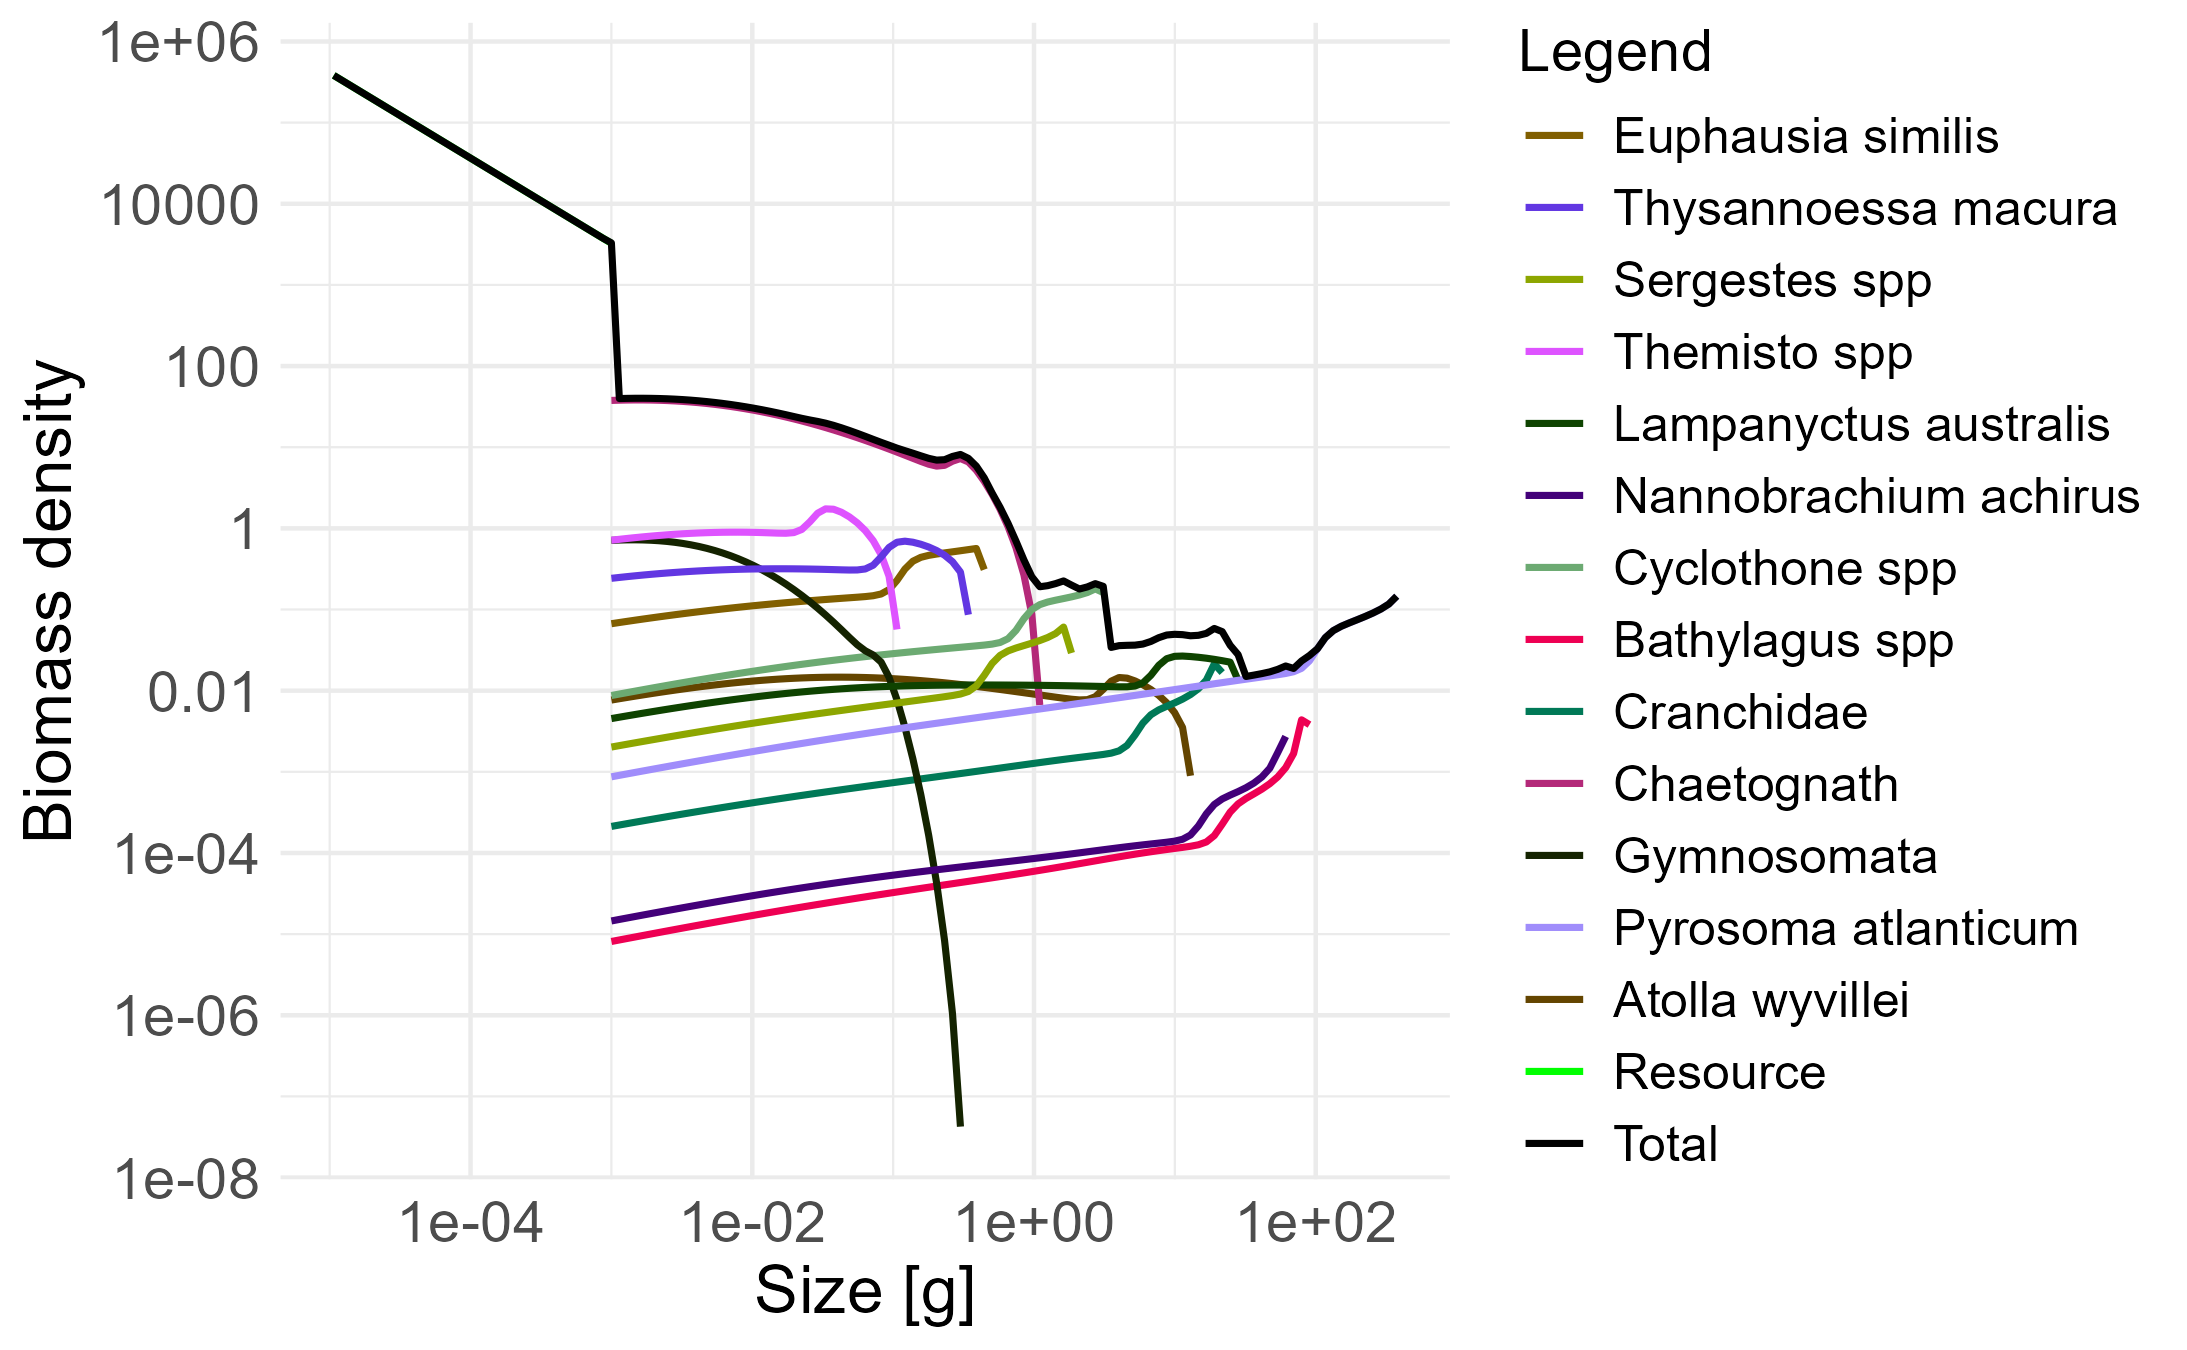 1e+06
10000
100
1
0.01
1e-04
1e-06
1e-08
Biomass density
1e-04 1e-02 1e+00 1e+02
Size [g]
Legend
Euphausia similis
Thysannoessa macura
Sergestes spp
Themisto spp
Lampanyctus australis
Nannobrachium achirus
Cyclothone spp
Bathylagus spp
Cranchidae
Chaetognath
Gymnosomata
Pyrosoma atlanticum
Atolla wyvillei
Resource
Total